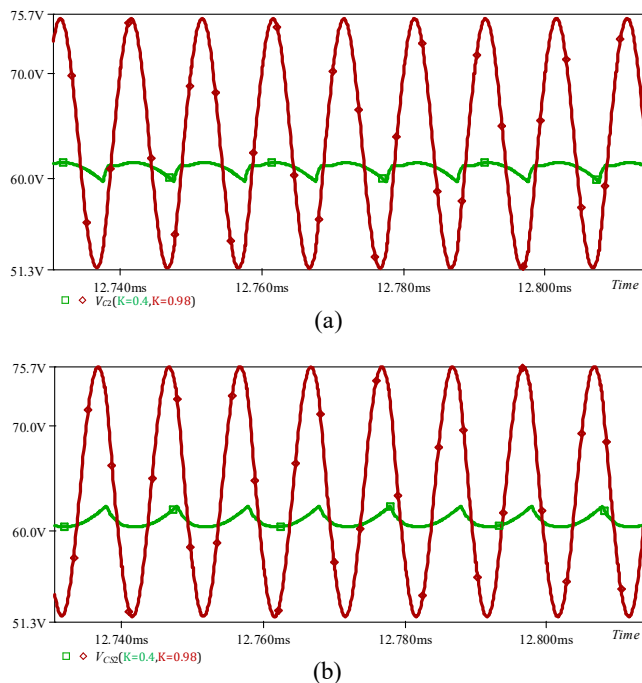 75.7V
70.0V
60.0V
51.3V
12.740ms 12.760ms 12.780ms 12.800ms Time
V_C2(K=0.4,K=0.98)
(a)
75.7V
70.0V
60.0V
51.3V
12.740ms 12.760ms 12.780ms 12.800ms Time
V_CS2(K=0.4,K=0.98)
(b)